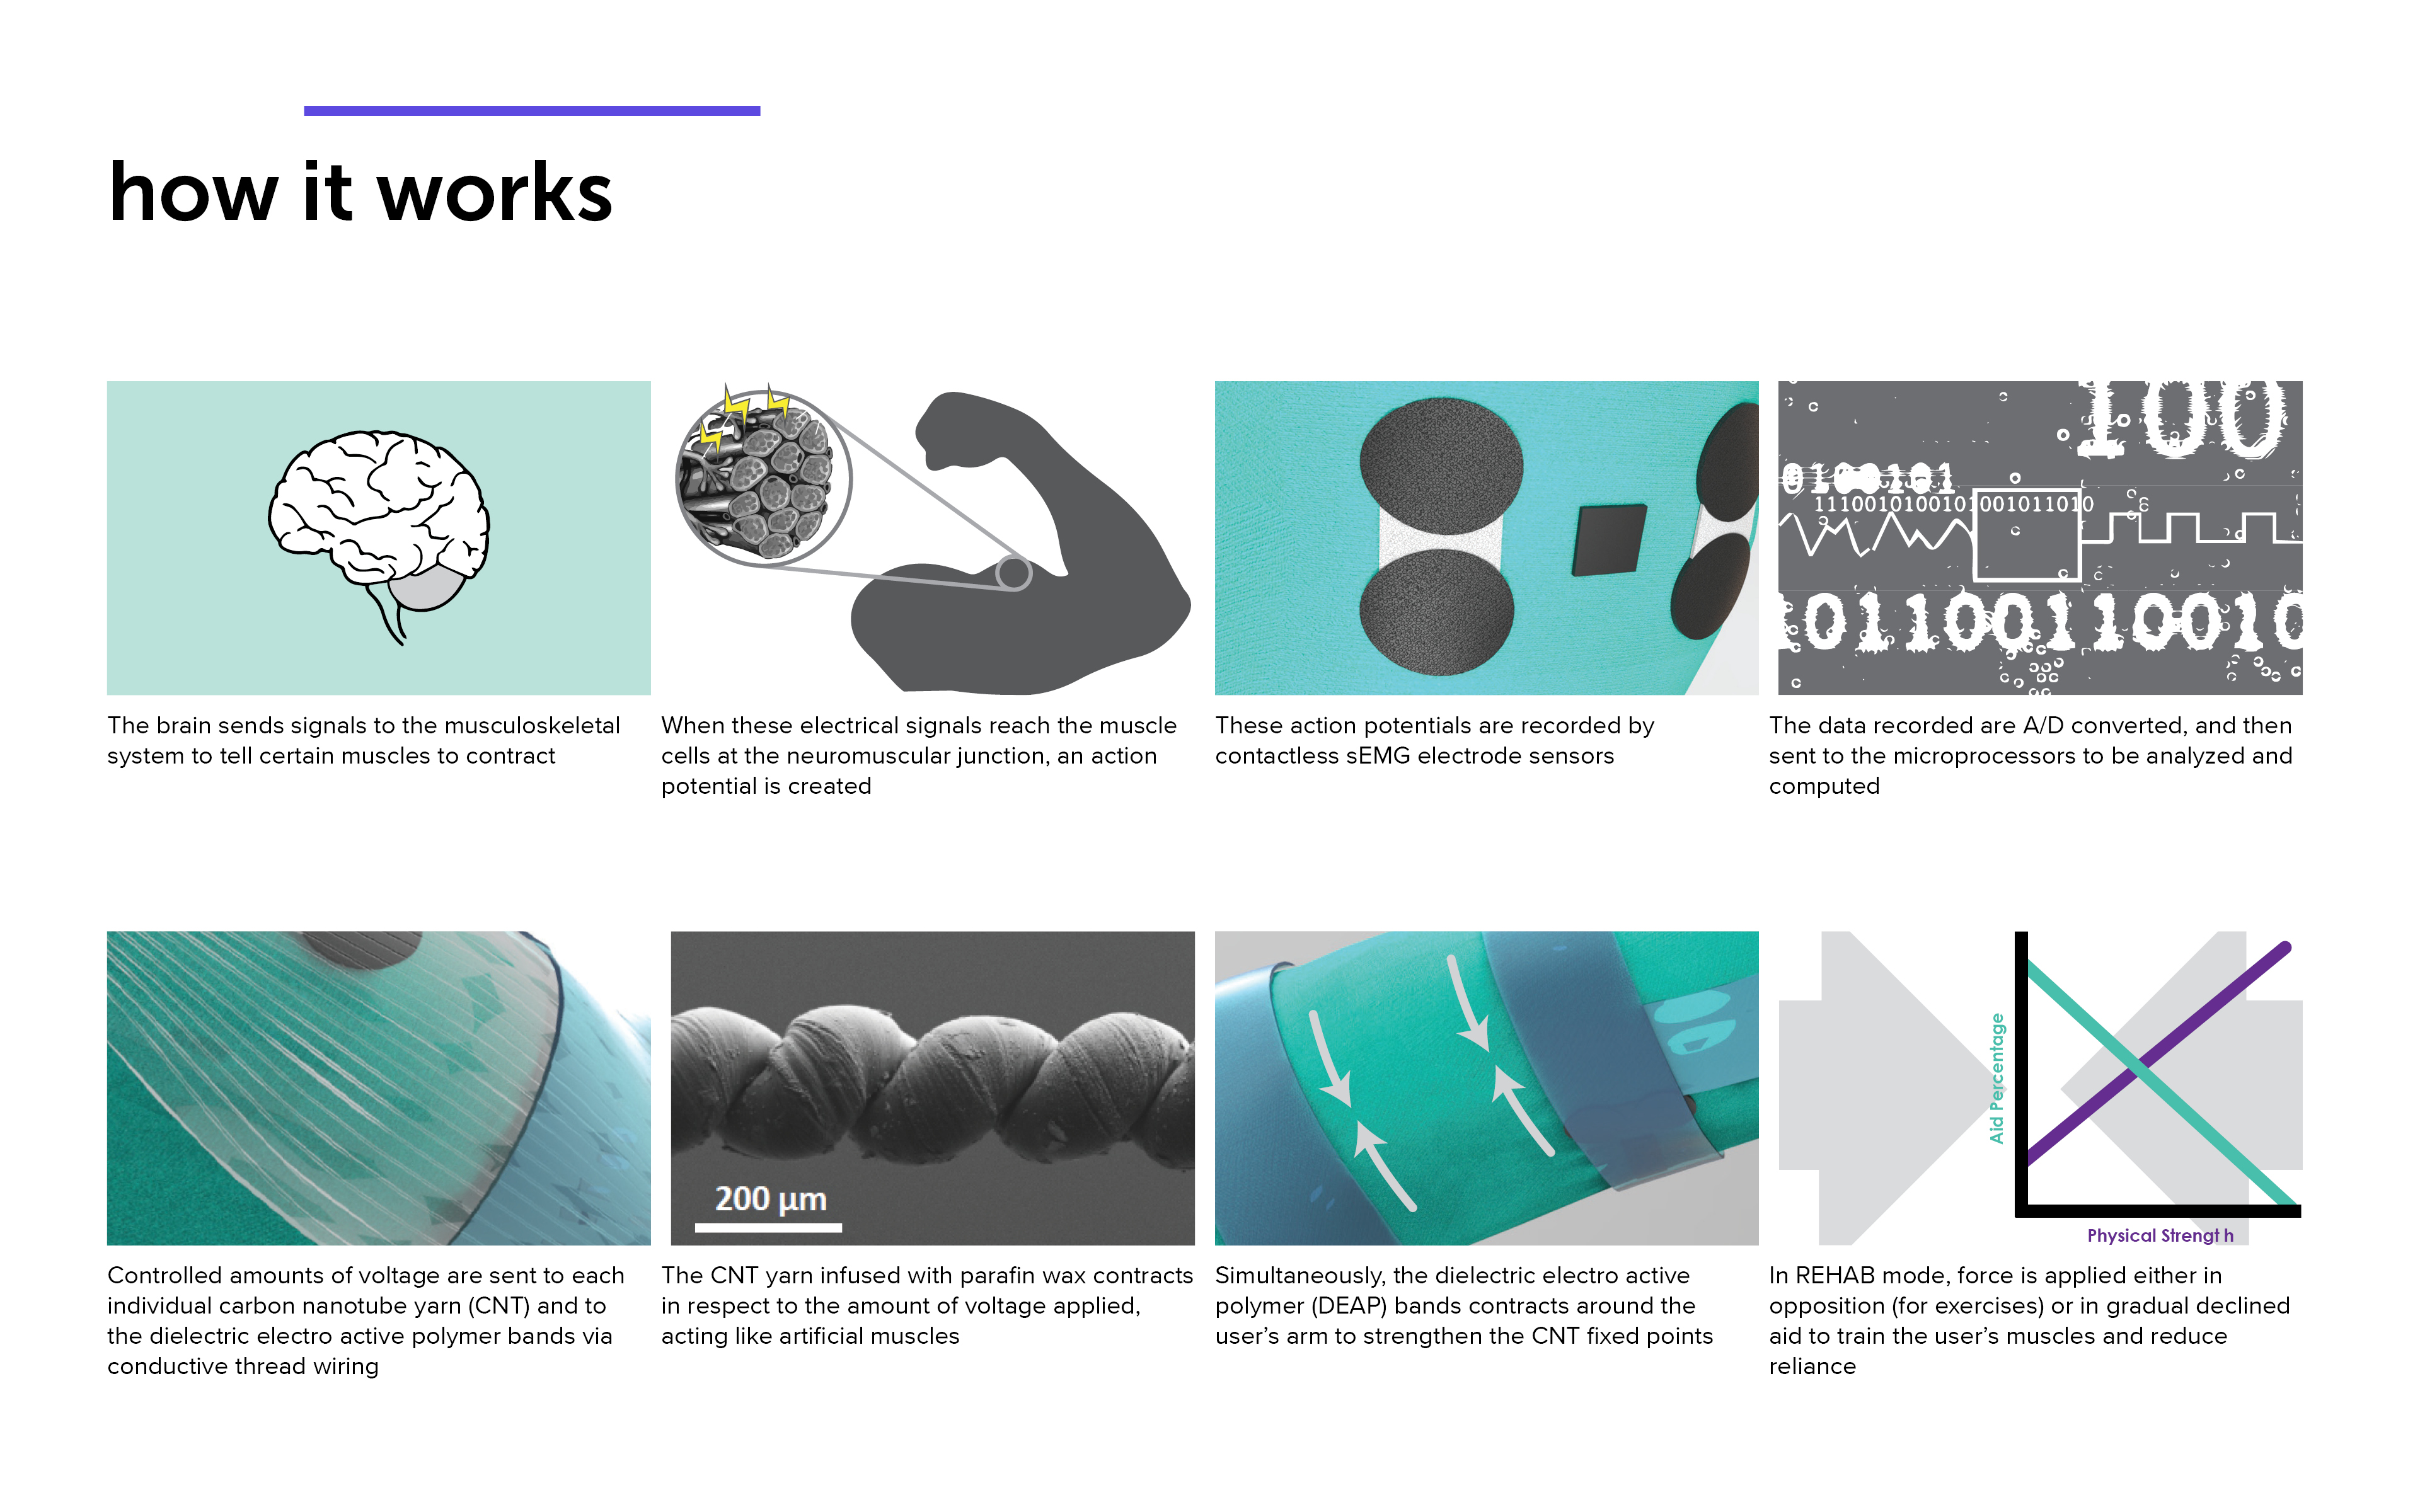 how it works
100
0100101
111001010010100101 1010
101100110010
The brain sends signals to the musculoskeletal
system to tell certain muscles to contract
When these electrical signals reach the muscle
cells at the neuromuscular junction, an action
potential is created
These action potentials are recorded by
contactless sEMG electrode sensors
The data recorded are A/D converted, and then
sent to the microprocessors to be analyzed and
computed
200 µm
Aid Percentage
Physical Strengt h
Controlled amounts of voltage are sent to each
individual carbon nanotube yarn (CNT) and to
the dielectric electro active polymer bands via
conductive thread wiring
The CNT yarn infused with parafin wax contracts
in respect to the amount of voltage applied,
acting like artificial muscles
Simultaneously, the dielectric electro active
polymer (DEAP) bands contracts around the
user’s arm to strengthen the CNT fixed points
In REHAB mode, force is applied either in
opposition (for exercises) or in gradual declined
aid to train the user’s muscles and reduce
reliance